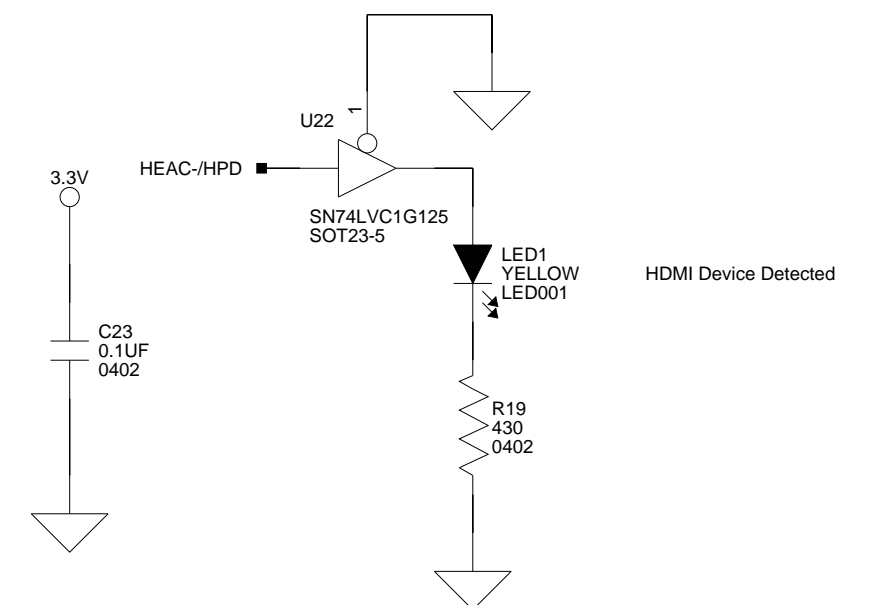 1
U22
HEAC-/HPD
3.3V
SN74LVC1G125
SOT23-5
LED1
YELLOW
LED001
HDMI Device Detected
C23
0.1UF
0402
R19
430
0402